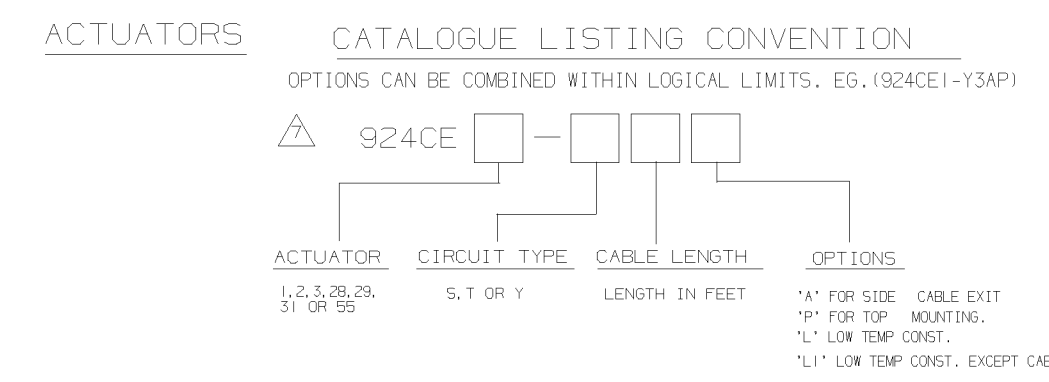 ACTUATORS
CATALOGUE LISTING CONVENTION
OPTIONS CAN BE COMBINED WITHIN LOGICAL LIMITS. EG.(924CE1-Y3AP)
7 924CE -
ACTUATOR CIRCUIT TYPE CABLE LENGTH OPTIONS
1,2,3,28,29,
31 OR 55
S,T OR Y
LENGTH IN FEET
'A' FOR SIDE CABLE EXIT
'P' FOR TOP MOUNTING.
'L' LOW TEMP CONST.
'L1' LOW TEMP CONST. EXCEPT